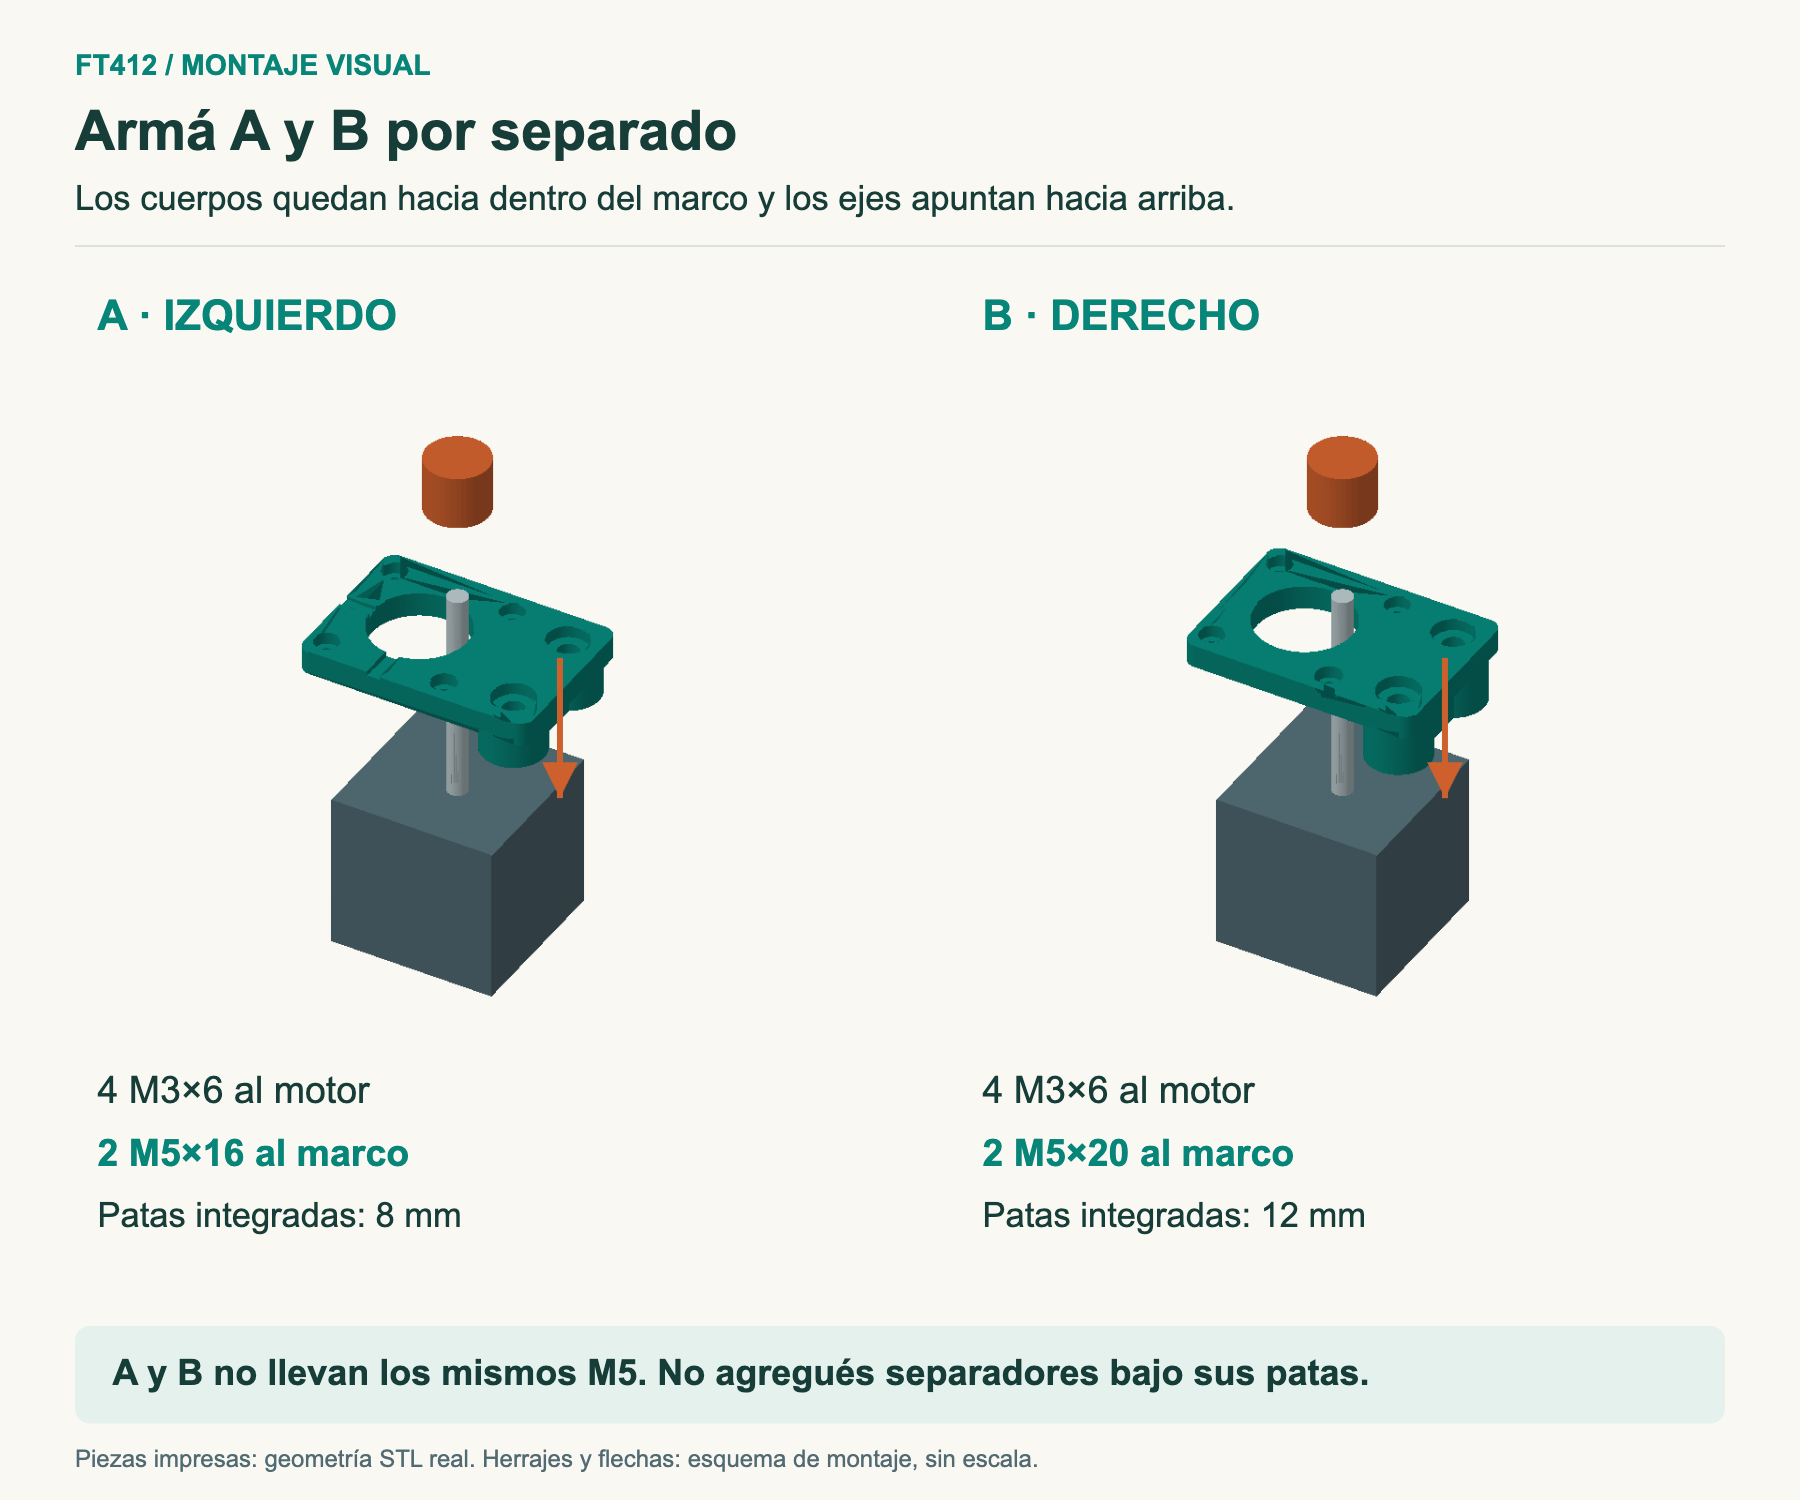 FT412 / MONTAJE VISUAL
Armá A y B por separado
Los cuerpos quedan hacia dentro del marco y los ejes apuntan hacia arriba.
A · IZQUIERDO
4 M3×6 al motor
2 M5×16 al marco
Patas integradas: 8 mm
B · DERECHO
4 M3×6 al motor
2 M5×20 al marco
Patas integradas: 12 mm
A y B no llevan los mismos M5. No agregués separadores bajo sus patas.
Piezas impresas: geometría STL real. Herrajes y flechas: esquema de montaje, sin escala.